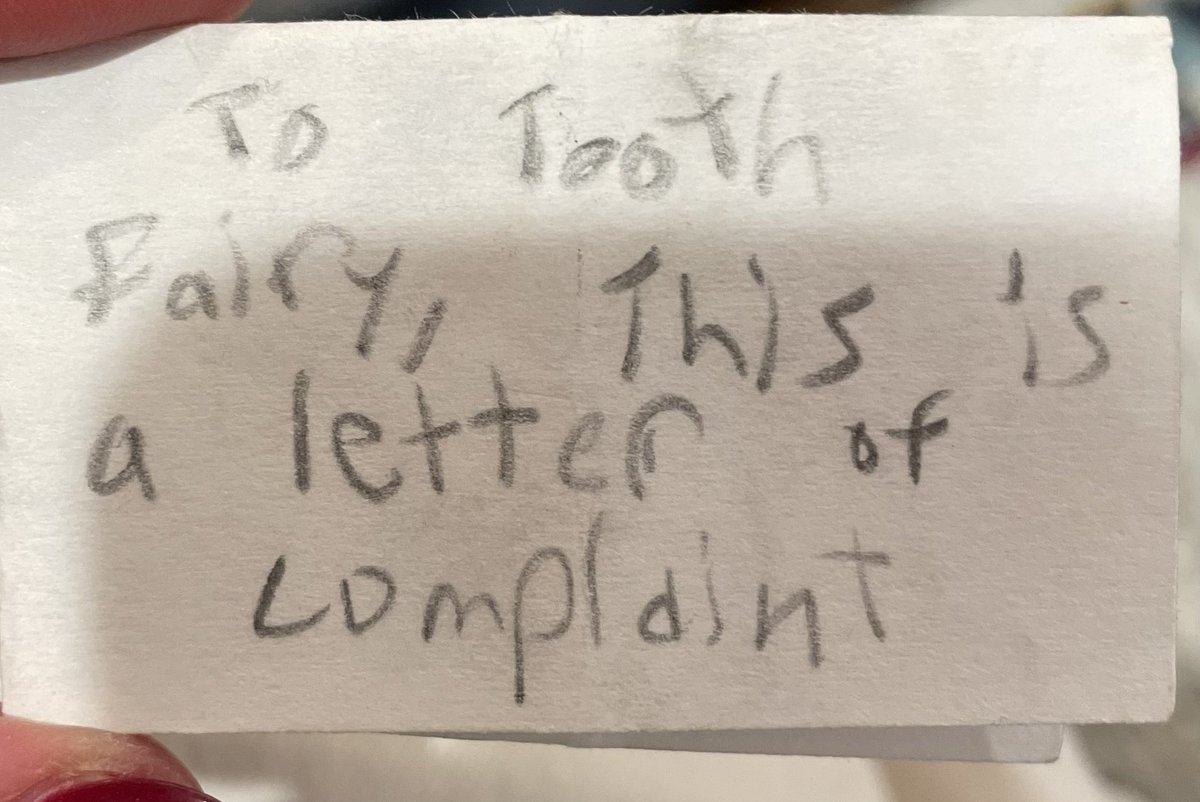 To Tooth
Fairy, This is
a letter of
complaint